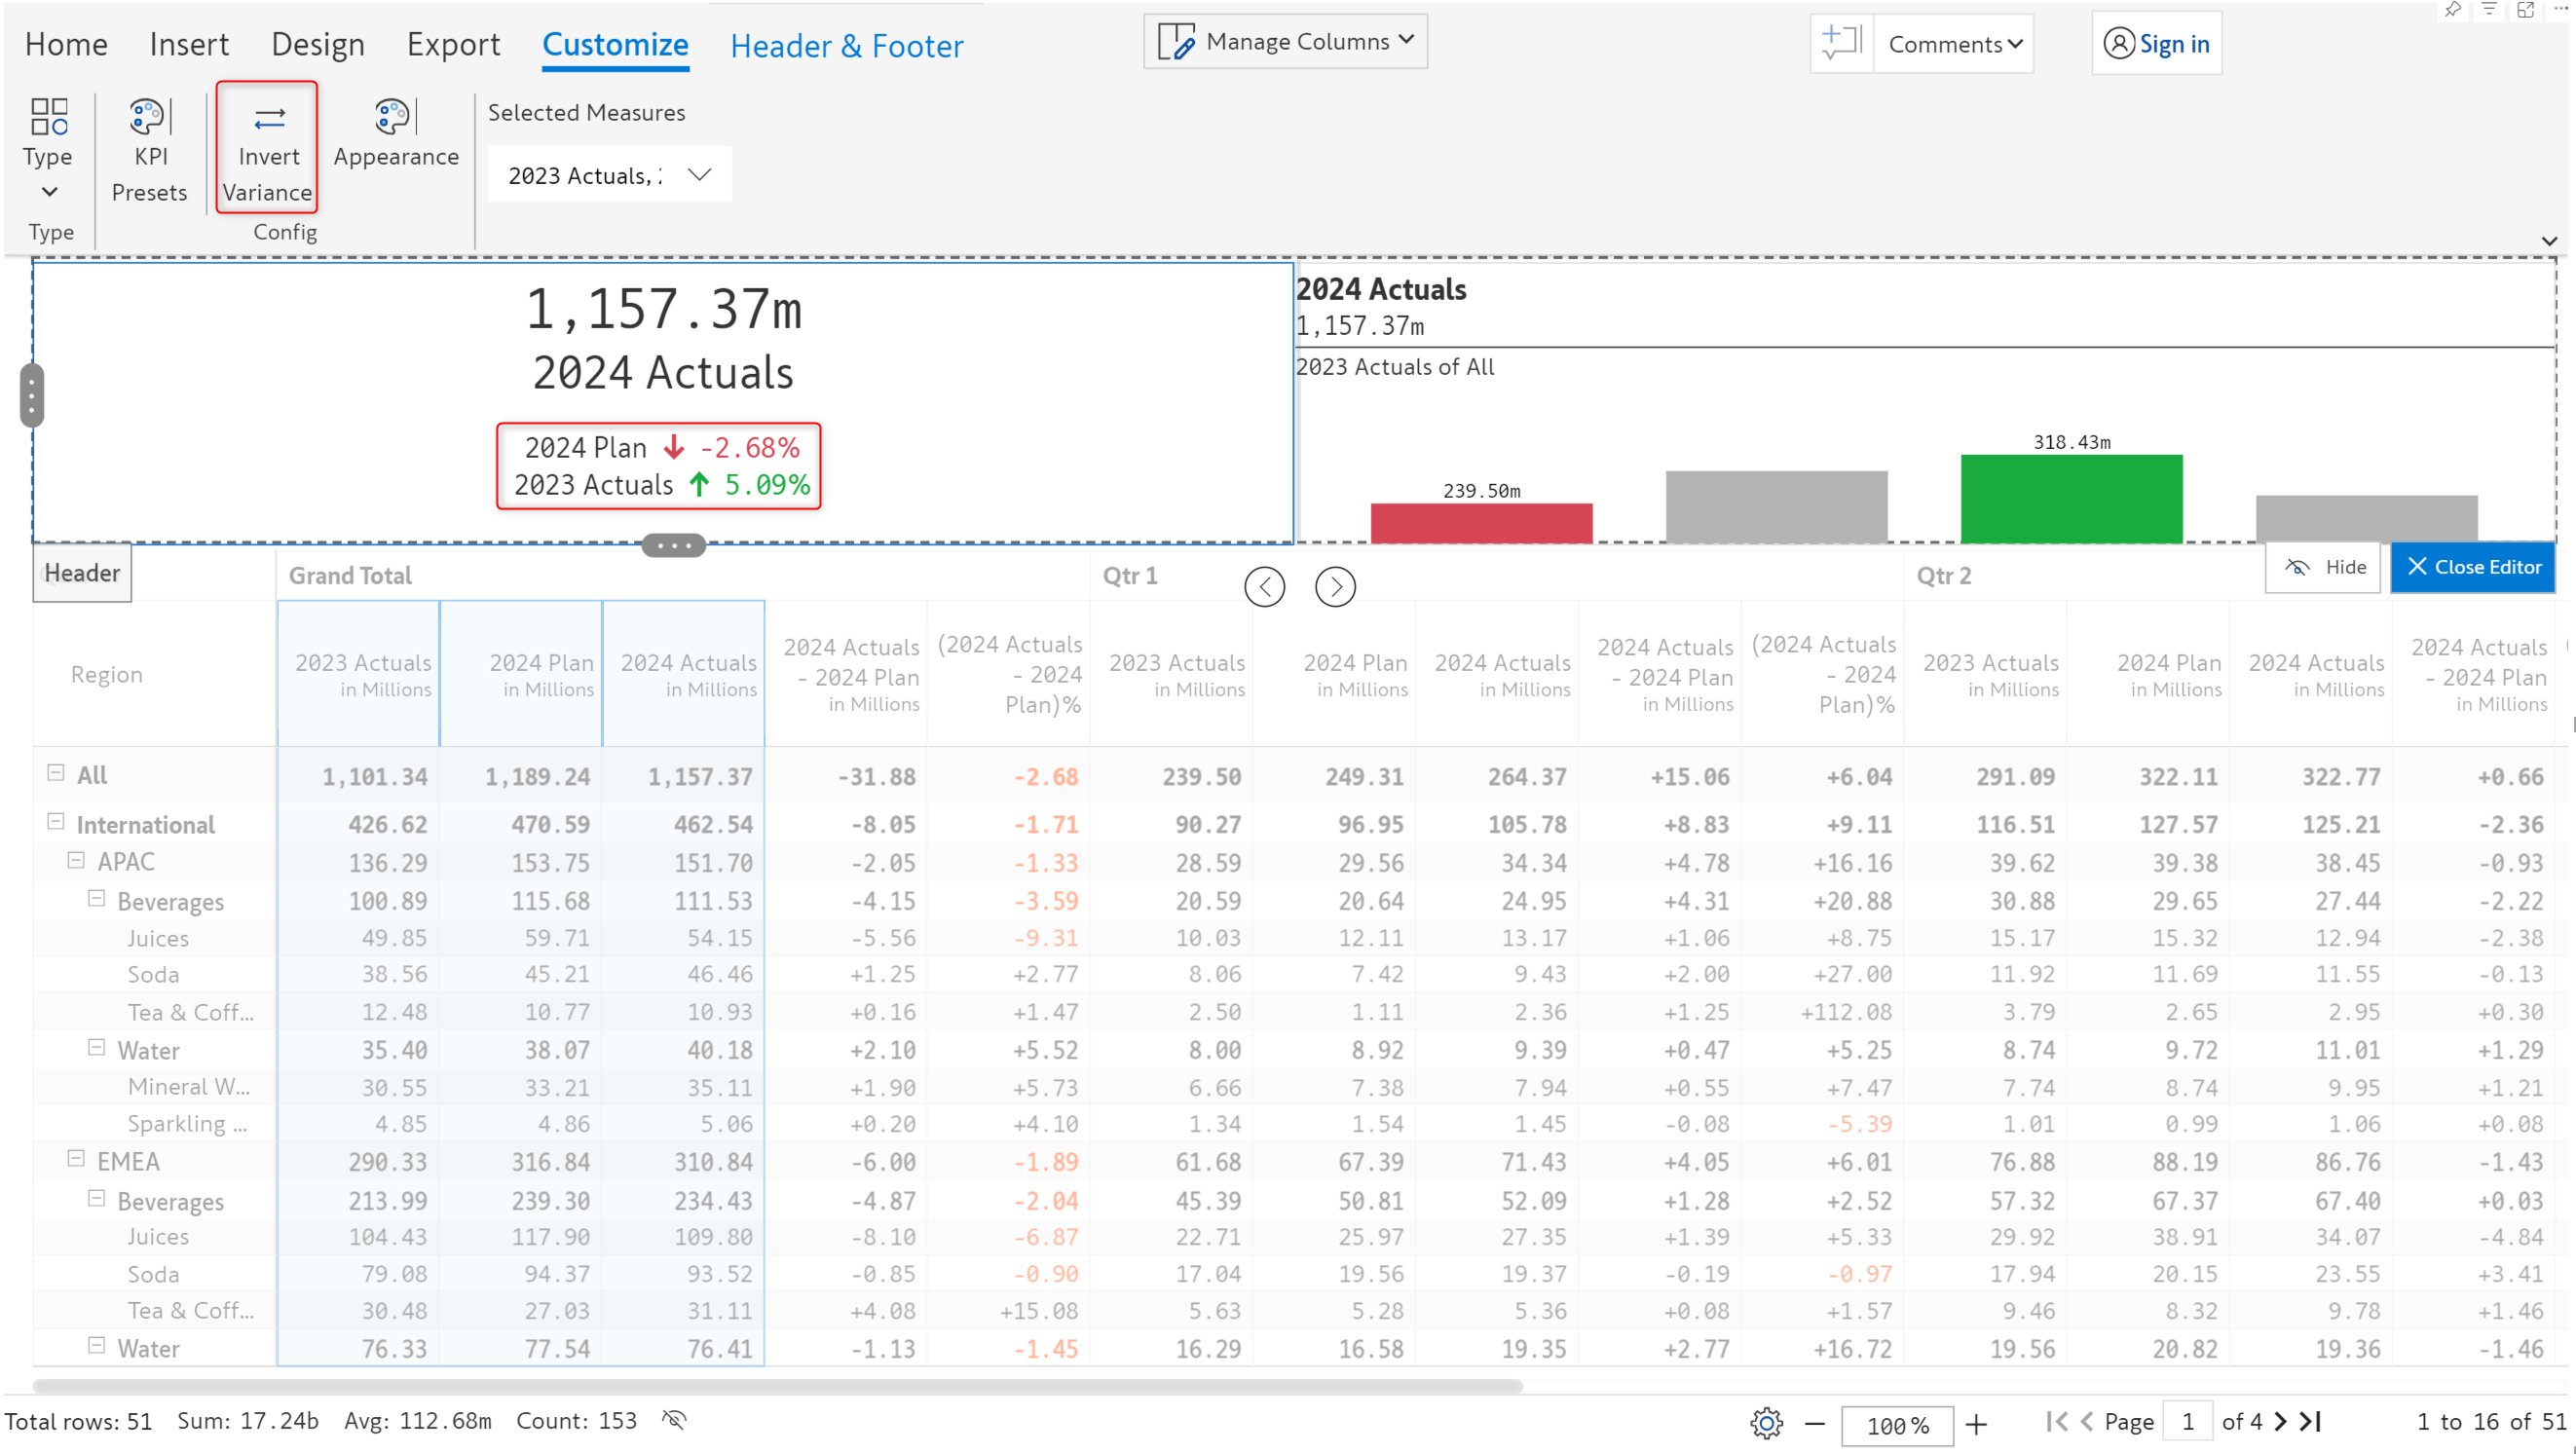 Home Insert Design Export Customize Header & Footer Manage Columns Comments Sign in
Type KPI Presets Invert Variance Appearance Selected Measures
2023 Actuals,
Type Config
1,157.37m
2024 Actuals
2024 Plan ↓ -2.68%
2023 Actuals ↑ 5.09%
2024 Actuals
1,157.37m
2023 Actuals of All
239.50m
318.43m
Header Grand Total Qtr 1 Qtr 2 Hide Close Editor
Region 2023 Actuals in Millions 2024 Plan in Millions 2024 Actuals in Millions 2024 Actuals - 2024 Plan in Millions (2024 Actuals - 2024 Plan)% 2023 Actuals in Millions 2024 Plan in Millions 2024 Actuals in Millions 2024 Actuals - 2024 Plan in Millions (2024 Actuals - 2024 Plan)% 2023 Actuals in Millions 2024 Plan in Millions 2024 Actuals in Millions 2024 Actuals - 2024 Plan in Millions
All 1,101.34 1,189.24 1,157.37 -31.88 -2.68 239.50 249.31 264.37 +15.06 +6.04 291.09 322.11 322.77 +0.66
International 426.62 470.59 462.54 -8.05 -1.71 90.27 96.95 105.78 +8.83 +9.11 116.51 127.57 125.21 -2.36
APAC 136.29 153.75 151.70 -2.05 -1.33 28.59 29.56 34.34 +4.78 +16.16 39.62 39.38 38.45 -0.93
Beverages 100.89 115.68 111.53 -4.15 -3.59 20.59 20.64 24.95 +4.31 +20.88 30.88 29.65 27.44 -2.22
Juices 49.85 59.71 54.15 -5.56 -9.31 10.03 12.11 13.17 +1.06 +8.75 15.17 15.32 12.94 -2.38
Soda 38.56 45.21 46.46 +1.25 +2.77 8.06 7.42 9.43 +2.00 +27.00 11.92 11.69 11.55 -0.13
Tea & Coff... 12.48 10.77 10.93 +0.16 +1.47 2.50 1.11 2.36 +1.25 +112.08 3.79 2.65 2.95 +0.30
Water 35.40 38.07 40.18 +2.10 +5.52 8.00 8.92 9.39 +0.47 +5.25 8.74 9.72 11.01 +1.29
Mineral W... 30.55 33.21 35.11 +1.90 +5.73 6.66 7.38 7.94 +0.55 +7.47 7.74 8.74 9.95 +1.21
Sparkling ... 4.85 4.86 5.06 +0.20 +4.10 1.34 1.54 1.45 -0.08 -5.39 1.01 0.99 1.06 +0.08
EMEA 290.33 316.84 310.84 -6.00 -1.89 61.68 67.39 71.43 +4.05 +6.01 76.88 88.19 86.76 -1.43
Beverages 213.99 239.30 234.43 -4.87 -2.04 45.39 50.81 52.09 +1.28 +2.52 57.32 67.37 67.40 +0.03
Juices 104.43 117.90 109.80 -8.10 -6.87 22.71 25.97 27.35 +1.39 +5.33 29.92 38.91 34.07 -4.84
Soda 79.08 94.37 93.52 -0.85 -0.90 17.04 19.56 19.37 -0.19 -0.97 17.94 20.15 23.55 +3.41
Tea & Coff... 30.48 27.03 31.11 +4.08 +15.08 5.63 5.28 5.36 +0.08 +1.57 9.46 8.32 9.78 +1.46
Water 76.33 77.54 76.41 -1.13 -1.45 16.29 16.58 19.35 +2.77 +16.72 19.56 20.82 19.36 -1.46
Total rows: 51 Sum: 17.24b Avg: 112.68m Count: 153 100% Page 1 of 4 1 to 16 of 51